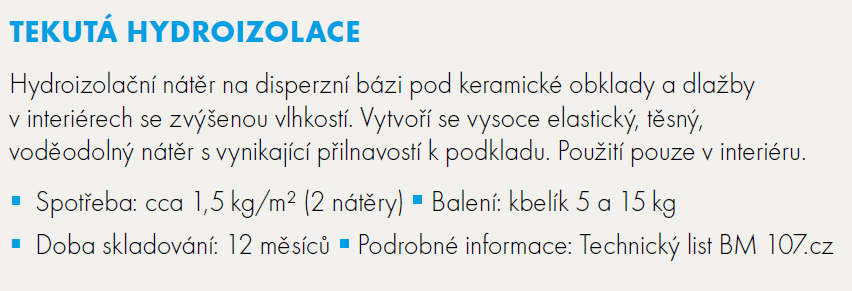 TEKUTÁ HYDROIZOLACE
Hydroizolační nátěr na disperzní bázi pod keramické obklady a dlažby
v interiérech se zvýšenou vlhkostí. Vytvoří se vysoce elastický, těsný,
voděodolný nátěr s vynikající přilnavostí k podkladu. Použití pouze v interiéru.
▪ Spotřeba: cca 1,5 kg/m² (2 nátěry) ▪ Balení: kbelík 5 a 15 kg
▪ Doba skladování: 12 měsíců ▪ Podrobné informace: Technický list BM 107.cz